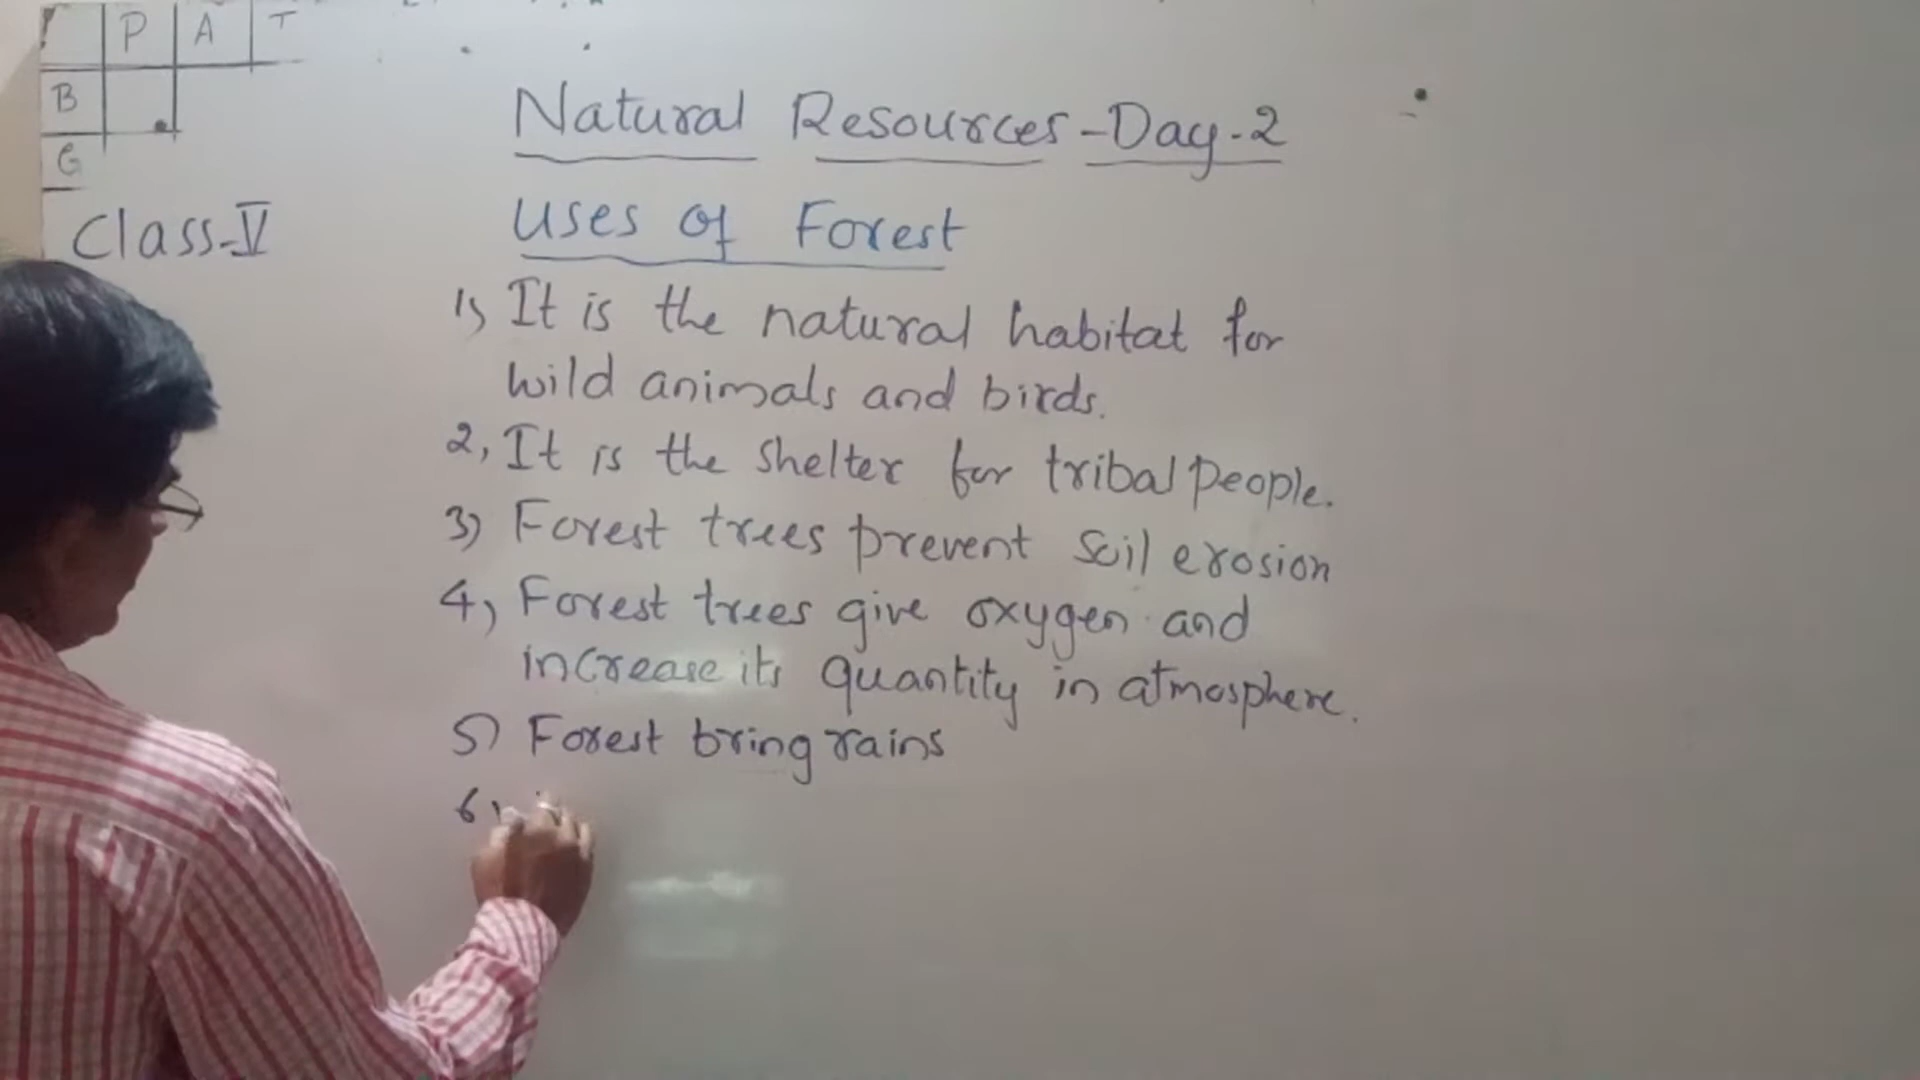 P A T
B
G
Natural Resources-Day-2
Class-V
Uses of Forest
1) It is the natural habitat for
wild animals and birds.
2, It is the shelter for tribal people.
3) Forest trees prevent soil erosion
4) Forest trees give oxygen and
increase its quantity in atmosphere.
5) Forest bring rains
6)